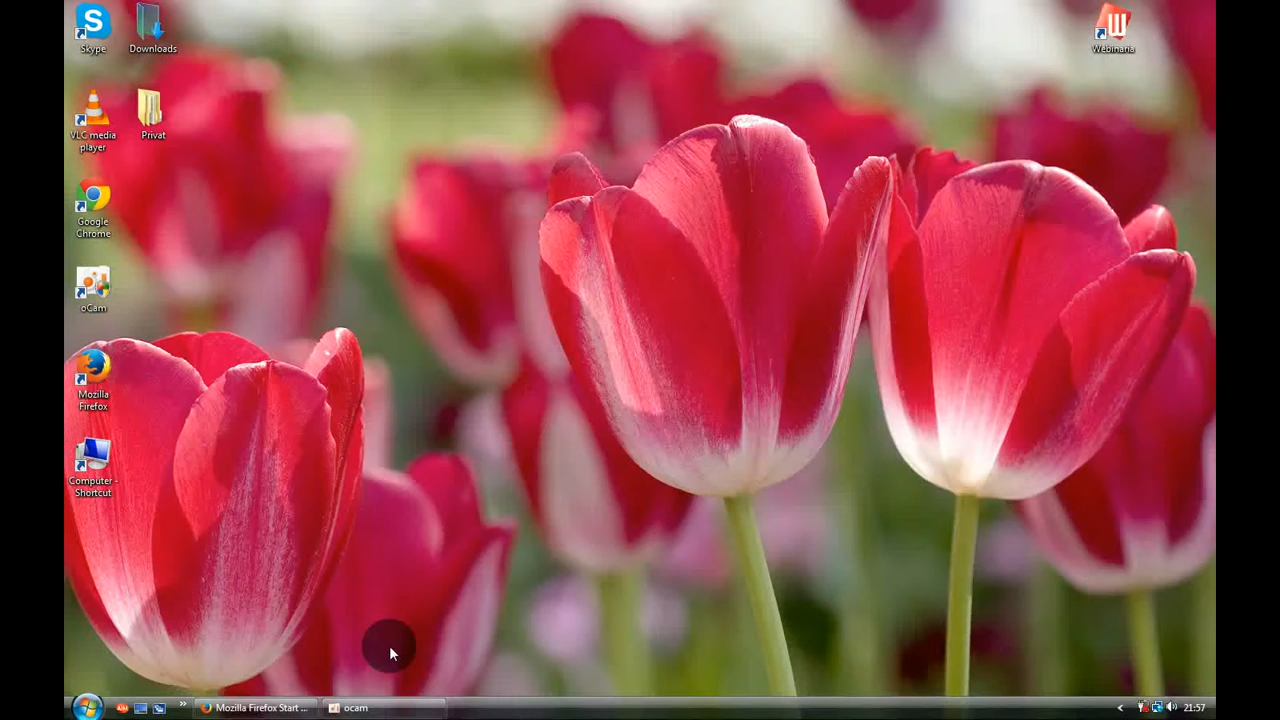 Skype
Downloads
Webinaria
VLC media
player
Privat
Google
Chrome
oCam
Mozilla
Firefox
Computer -
Shortcut
Mozilla Firefox Start ...
ocam
21:57